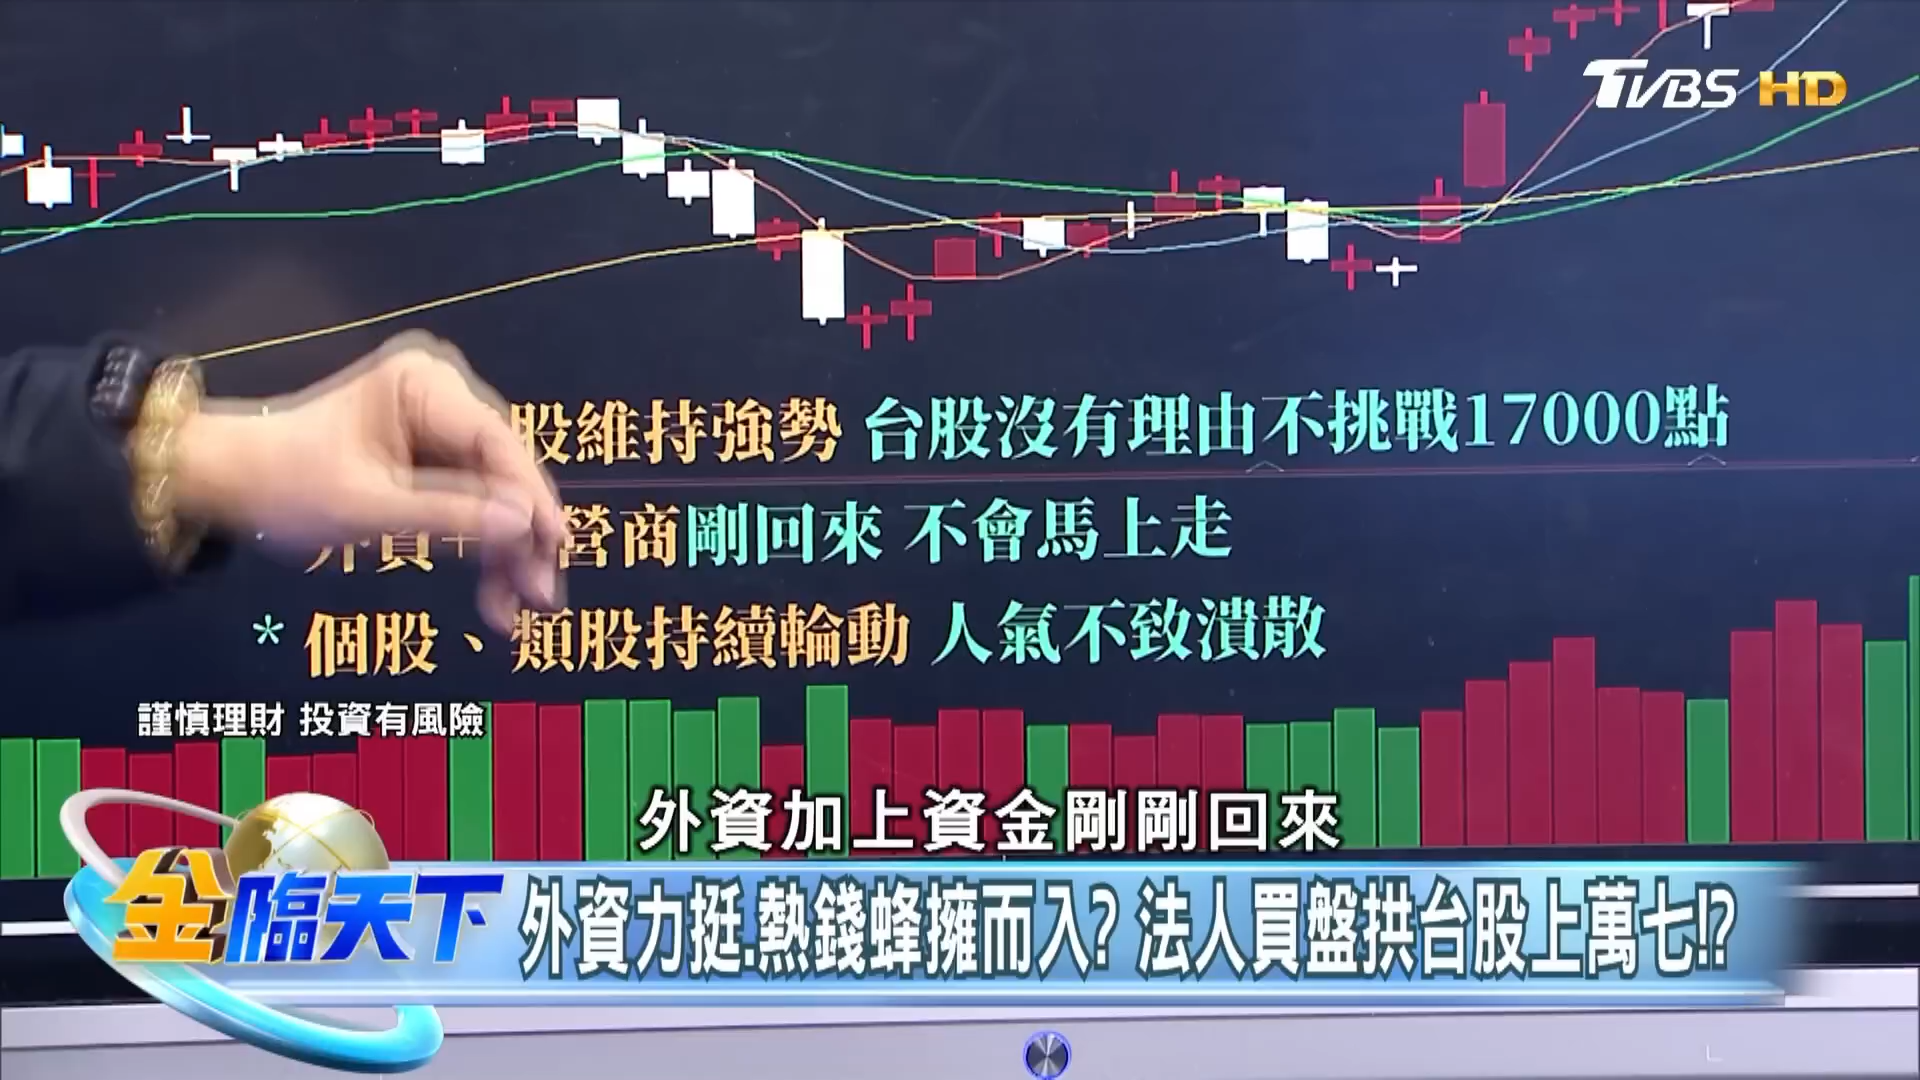 TVBS HD
股維持強勢 台股沒有理由不挑戰17000點
外資+ 營商剛回來 不會馬上走
* 個股、類股持續輪動 人氣不致潰散
謹慎理財 投資有風險
外資加上資金剛剛回來
金臨天下
外資力挺.熱錢蜂擁而入? 法人買盤拱台股上萬七!?